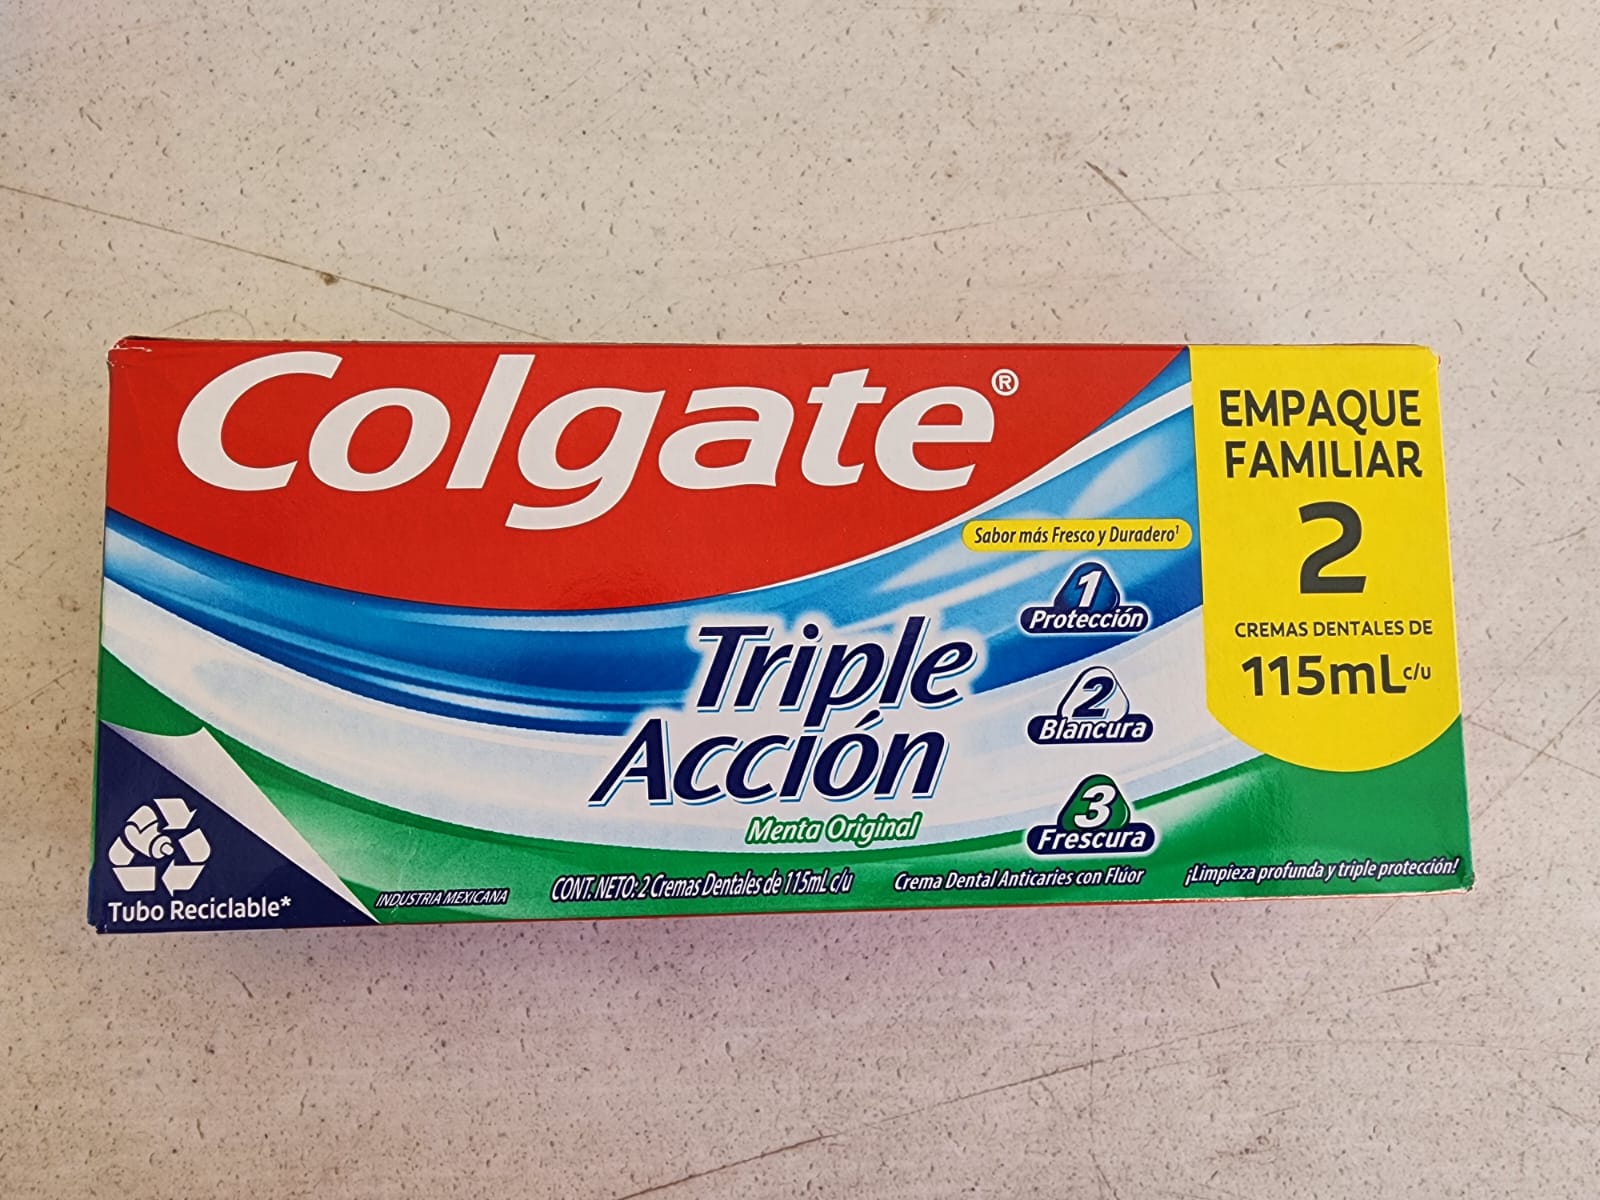 Colgate®
EMPAQUE
FAMILIAR
2
CREMAS DENTALES DE
115mL c/u
Sabor más Fresco y Duradero¹
1
Protección
2
Blancura
3
Frescura
Triple
Acción
Menta Original
Tubo Reciclable*
INDUSTRIA MEXICANA
CONT. NETO: 2 Cremas Dentales de 115mL c/u
Crema Dental Anticaries con Flúor
¡Limpieza profunda y triple protección!